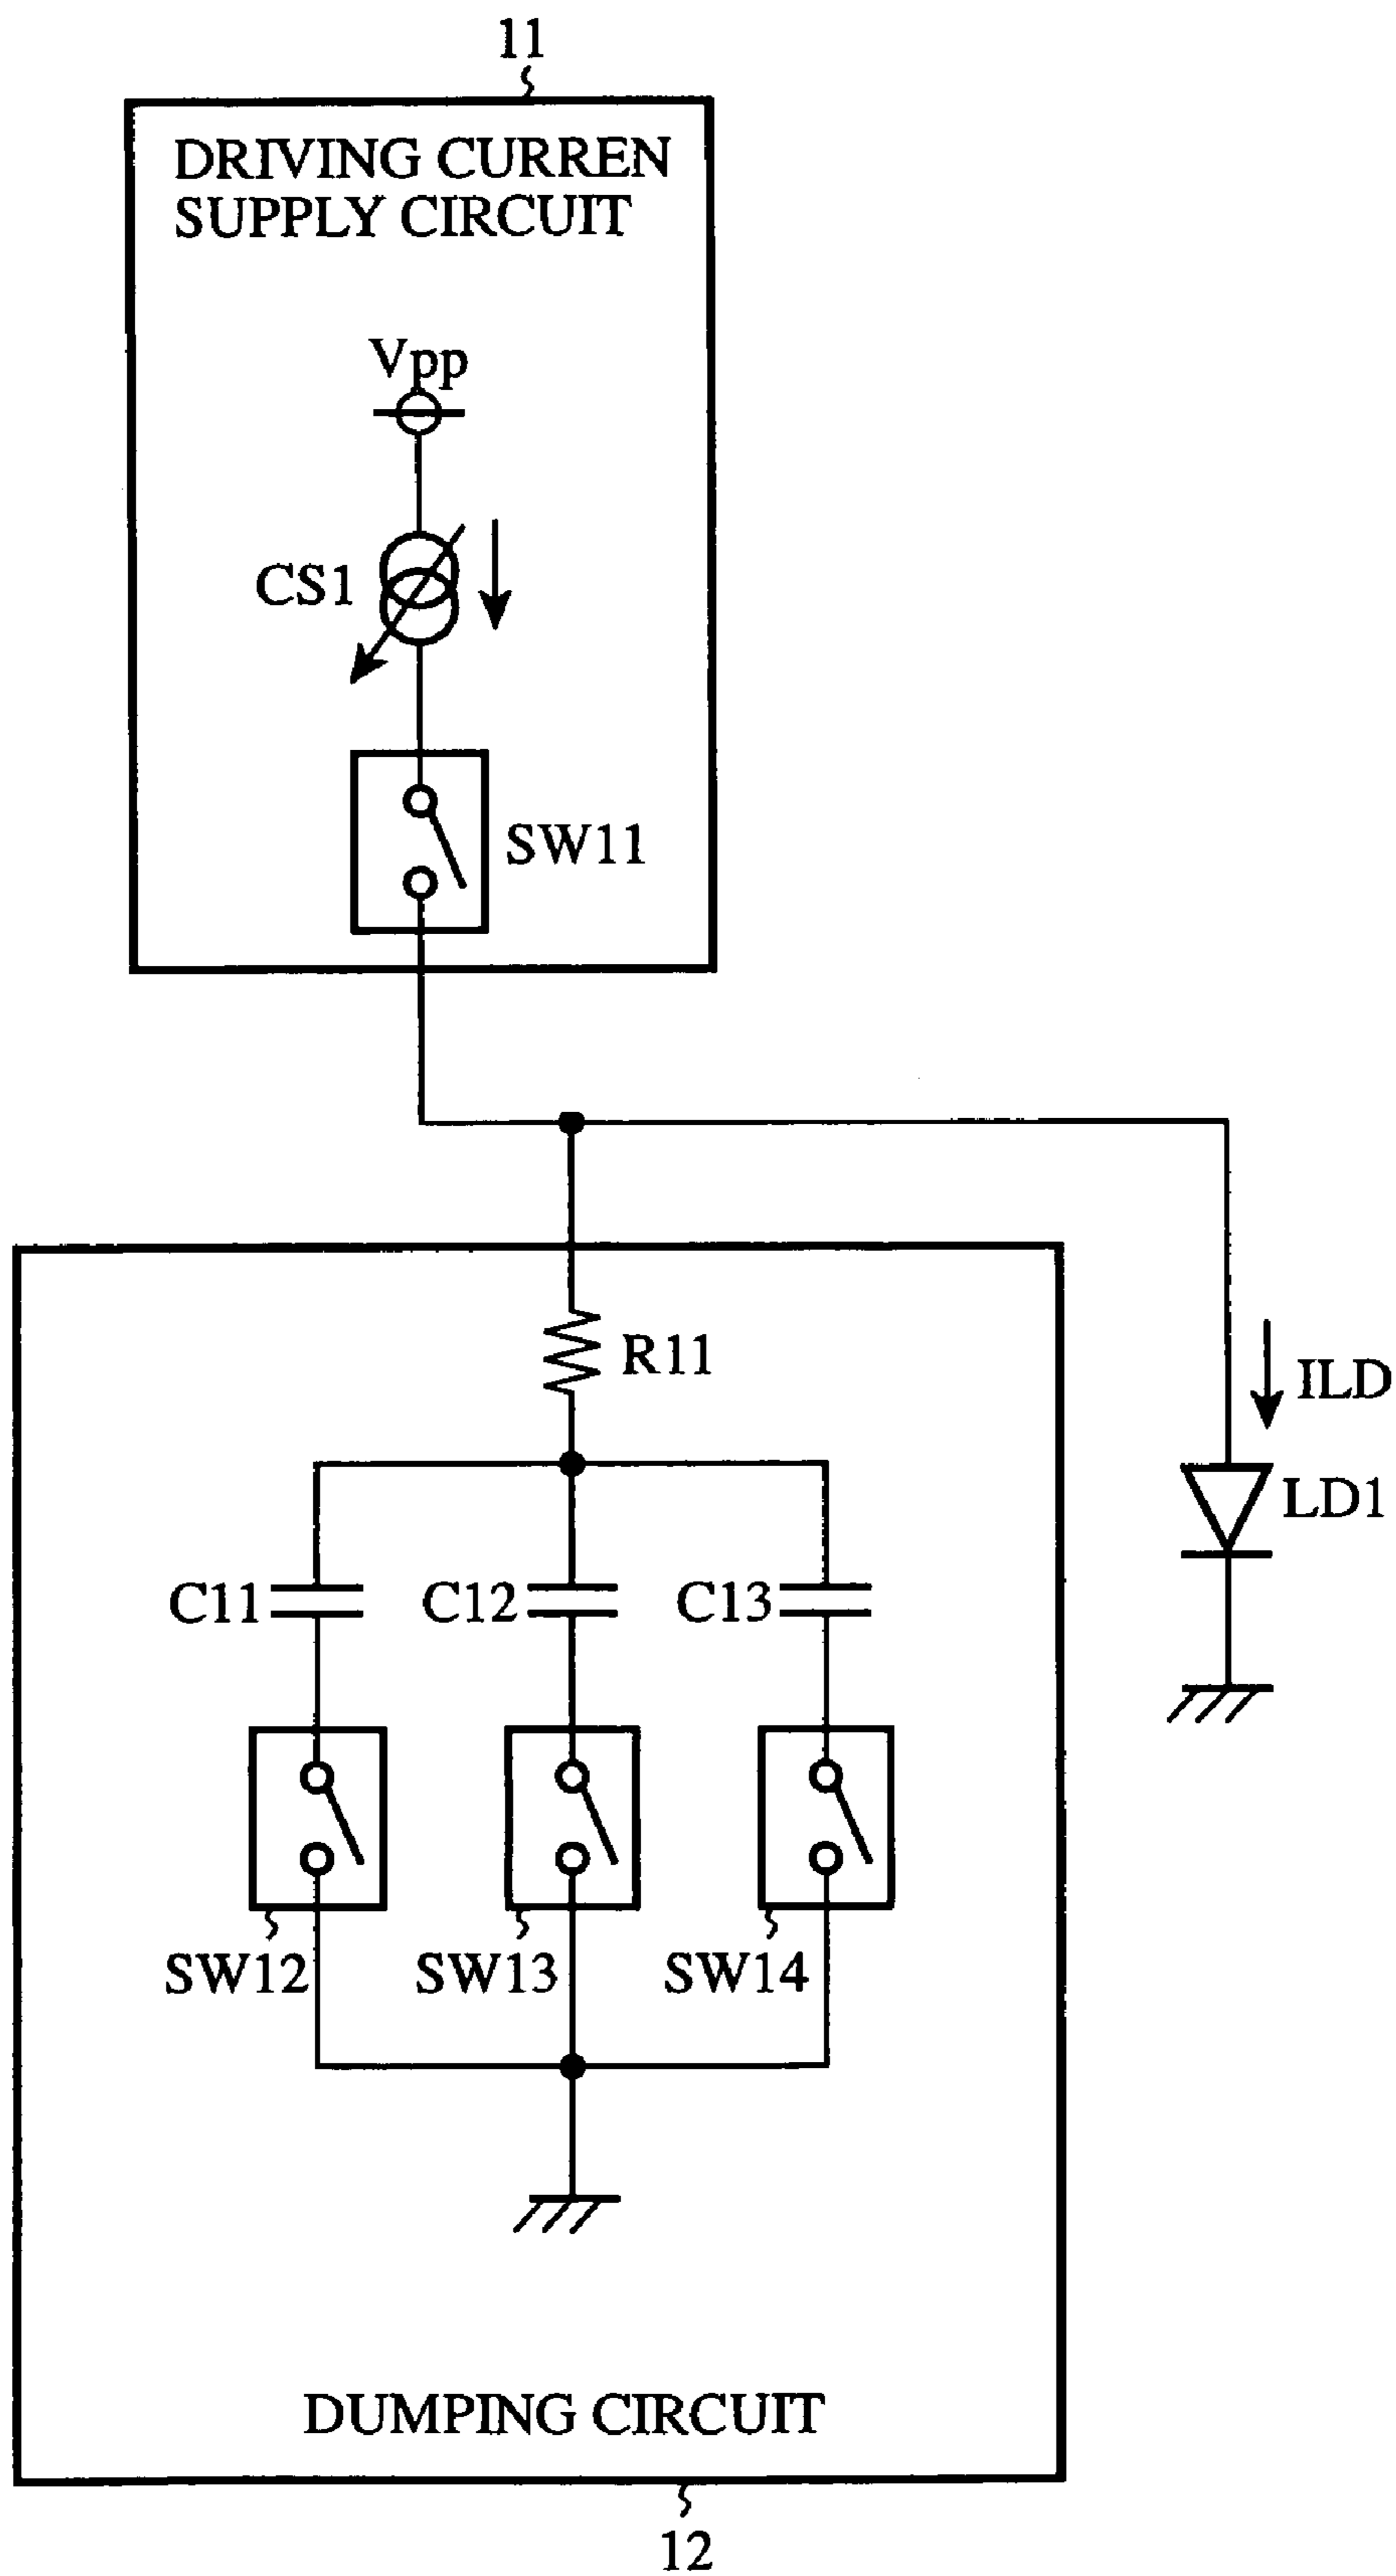 11
DRIVING CURREN
SUPPLY CIRCUIT
Vpp
CS1
SW11
R11
ILD
LD1
C11
C12
C13
SW12
SW13
SW14
DUMPING CIRCUIT
12